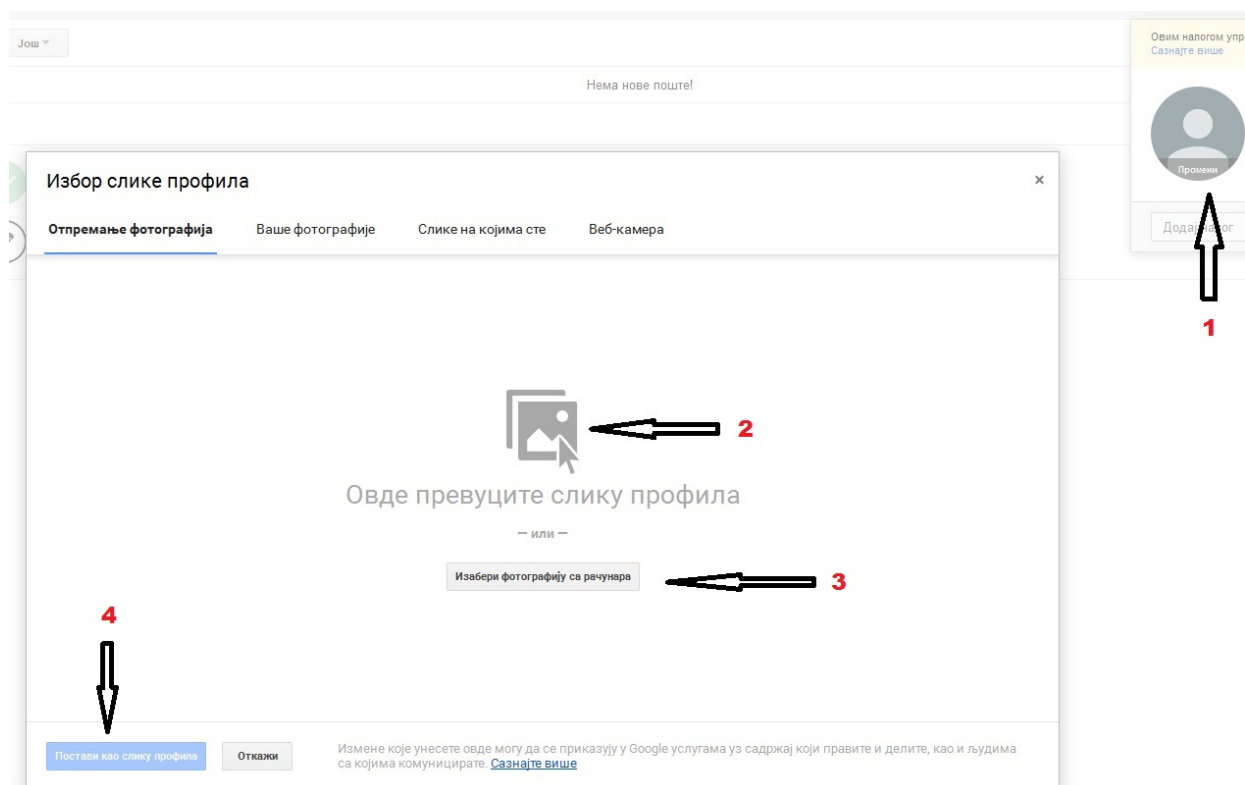 Још
Овим налогом упр
Сазнајте више
Нема нове поште!
Промени
Додај налог
1
Избор слике профила
×
Отпремање фотографија Ваше фотографије Слике на којима сте Веб-камера
2
Овде превуците слику профила
— или —
Изабери фотографију са рачунара
3
4
Постави као слику профила Откажи
Измене које унесете овде могу да се приказују у Google услугама уз садржај који правите и делите, као и људима
са којима комуницирате. Сазнајте више